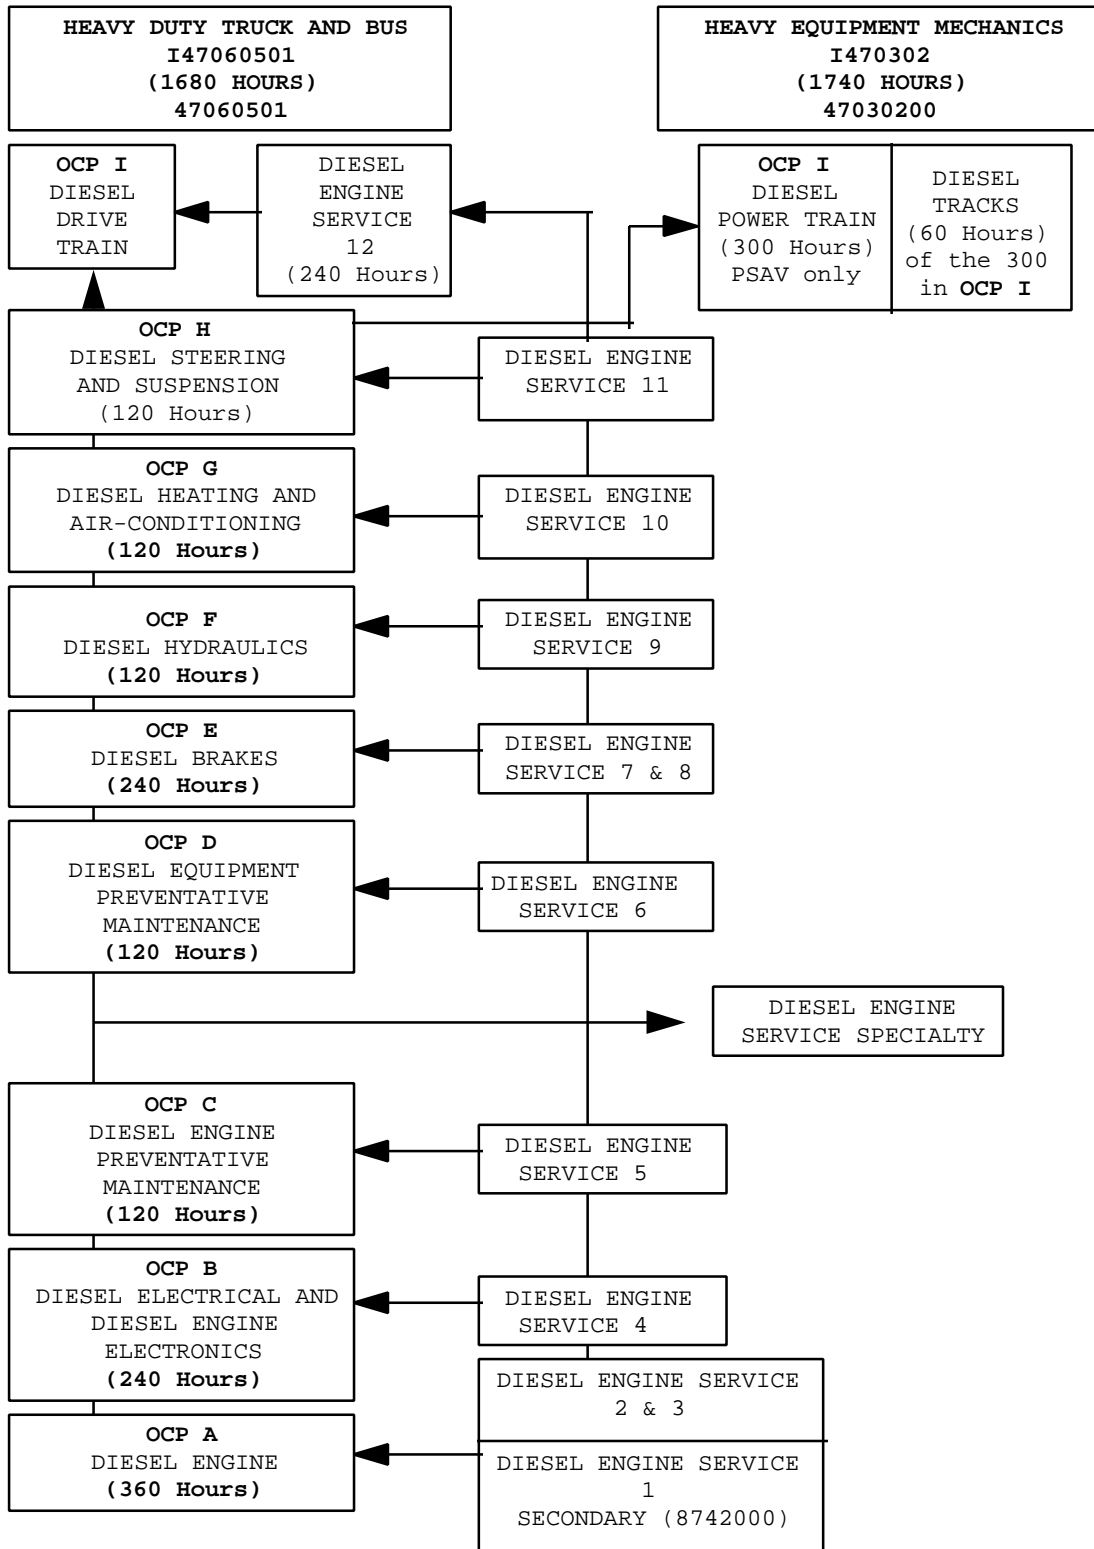 HEAVY DUTY TRUCK AND BUS
I47060501
(1680 HOURS)
47060501
HEAVY EQUIPMENT MECHANICS
I470302
(1740 HOURS)
47030200
OCP I
DIESEL
DRIVE
TRAIN
DIESEL
ENGINE
SERVICE
12
(240 Hours)
OCP I
DIESEL
POWER TRAIN
(300 Hours)
PSAV only
DIESEL
TRACKS
(60 Hours)
of the 300
in OCP I
OCP H
DIESEL STEERING
AND SUSPENSION
(120 Hours)
DIESEL ENGINE
SERVICE 11
OCP G
DIESEL HEATING AND
AIR-CONDITIONING
(120 Hours)
DIESEL ENGINE
SERVICE 10
OCP F
DIESEL HYDRAULICS
(120 Hours)
DIESEL ENGINE
SERVICE 9
OCP E
DIESEL BRAKES
(240 Hours)
DIESEL ENGINE
SERVICE 7 & 8
OCP D
DIESEL EQUIPMENT
PREVENTATIVE
MAINTENANCE
(120 Hours)
DIESEL ENGINE
SERVICE 6
DIESEL ENGINE
SERVICE SPECIALTY
OCP C
DIESEL ENGINE
PREVENTATIVE
MAINTENANCE
(120 Hours)
DIESEL ENGINE
SERVICE 5
OCP B
DIESEL ELECTRICAL AND
DIESEL ENGINE
ELECTRONICS
(240 Hours)
DIESEL ENGINE
SERVICE 4
DIESEL ENGINE SERVICE
2 & 3
OCP A
DIESEL ENGINE
(360 Hours)
DIESEL ENGINE SERVICE
1
SECONDARY (8742000)